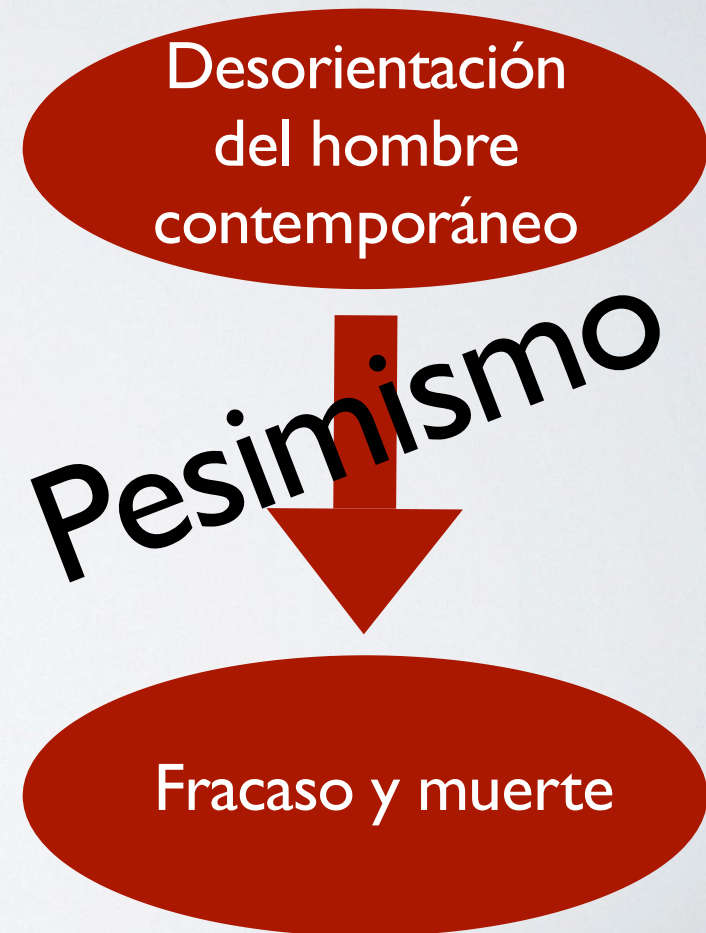 Desorientación
del hombre
contemporáneo
Pesimismo
Fracaso y muerte